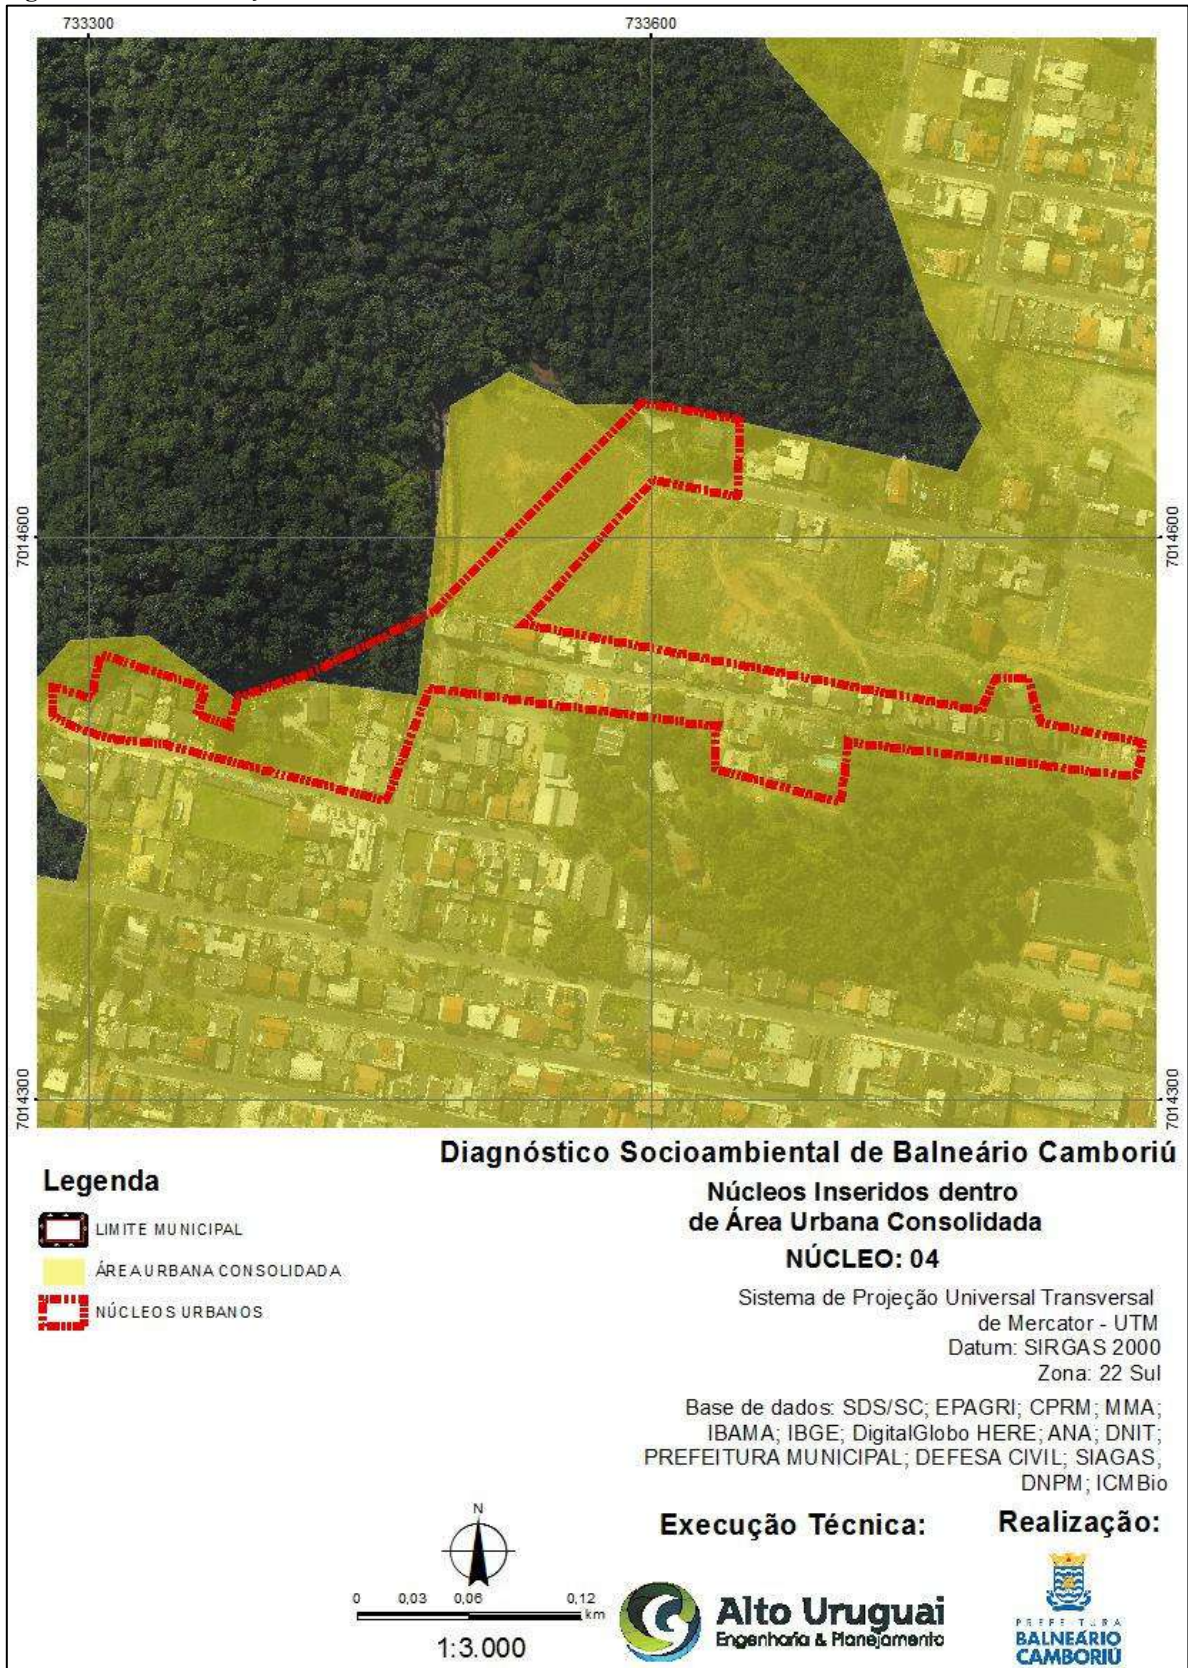 733300
733600
7014600
7014600
7014300
7014300
Diagnóstico Socioambiental de Balneário Camboriú
Núcleos Inseridos dentro
de Área Urbana Consolidada
NÚCLEO: 04
Legenda
LIMITE MUNICIPAL
ÁREA URBANA CONSOLIDADA
NÚCLEOS URBANOS
Sistema de Projeção Universal Transversal
de Mercator - UTM
Datum: SIRGAS 2000
Zona: 22 Sul
Base de dados: SDS/SC; EPAGRI; CPRM; MMA;
IBAMA; IBGE; DigitalGlobo HERE; ANA; DNIT;
PREFEITURA MUNICIPAL; DEFESA CIVIL; SIAGAS,
DNPM; ICMBio
N
0 0,03 0,06 0,12
km
1:3.000
Execução Técnica:
Alto Uruguai
Engenharia & Planejamento
Realização:
PREFEITURA
BALNEÁRIO
CAMBORIÚ